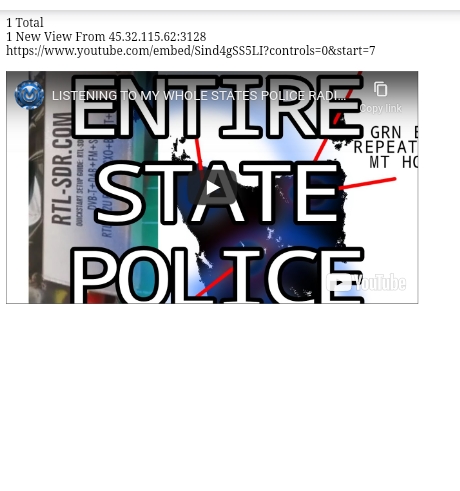 1 Total
1 New View From 45.32.115.62:3128
https://www.youtube.com/embed/Sind4gSS5LI?controls=0&start=7
LISTENING TO MY WHOLE STATES POLICE RADI...
Copy link
ENTIRE
STATE
POLICE
GRN
REPEAT
MT HO
RTL-SDR.COM
YouTube